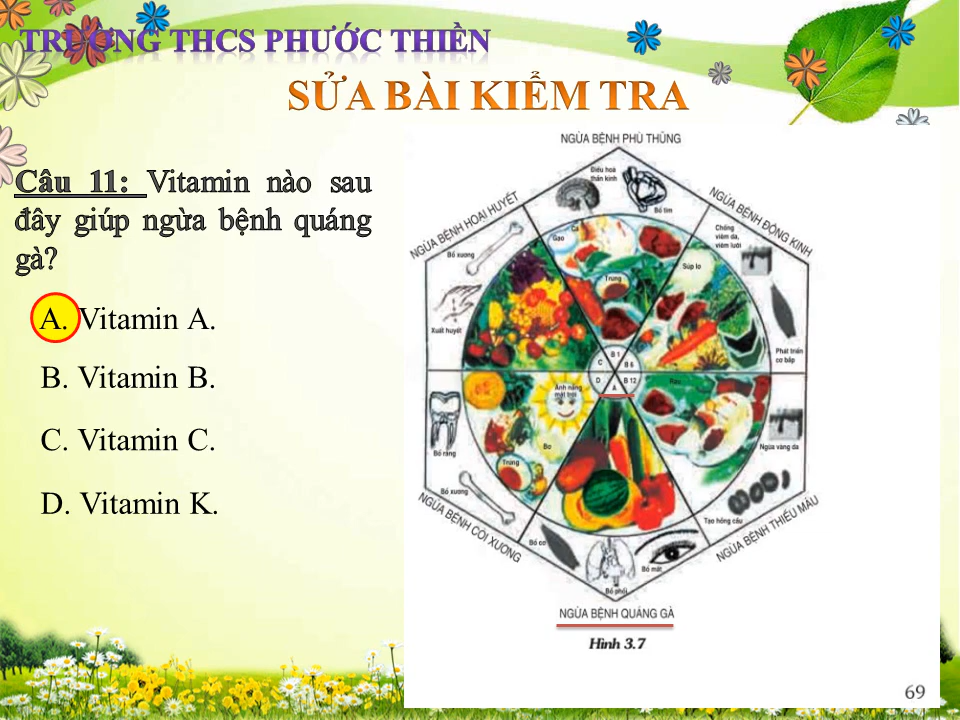 TRƯỜNG THCS PHƯỚC THIỀN
SỬA BÀI KIỂM TRA
Câu 11: Vitamin nào sau
đây giúp ngừa bệnh quáng
gà?
A. Vitamin A.
B. Vitamin B.
C. Vitamin C.
D. Vitamin K.
NGỪA BỆNH PHÙ THŨNG
Điều hoà
thần kinh
Bổ tim
NGỪA BỆNH HOẠI HUYẾT
NGỪA BỆNH ĐỘNG KINH
Bổ xương
Xuất huyết
Gạo
Cá
Trứng
Súp lơ
Chống
viêm da,
viêm lưỡi
Phát triển
cơ bắp
B 1
C
B 6
D
B 12
A
Ánh nắng
mặt trời
Rau
Bơ
Trứng
Bổ răng
Bổ xương
Ngừa vàng da
Tạo hồng cầu
NGỪA BỆNH CÒI XƯƠNG
NGỪA BỆNH THIẾU MÁU
Bổ cơ
Bổ phổi
Bổ mắt
NGỪA BỆNH QUÁNG GÀ
Hình 3.7
69